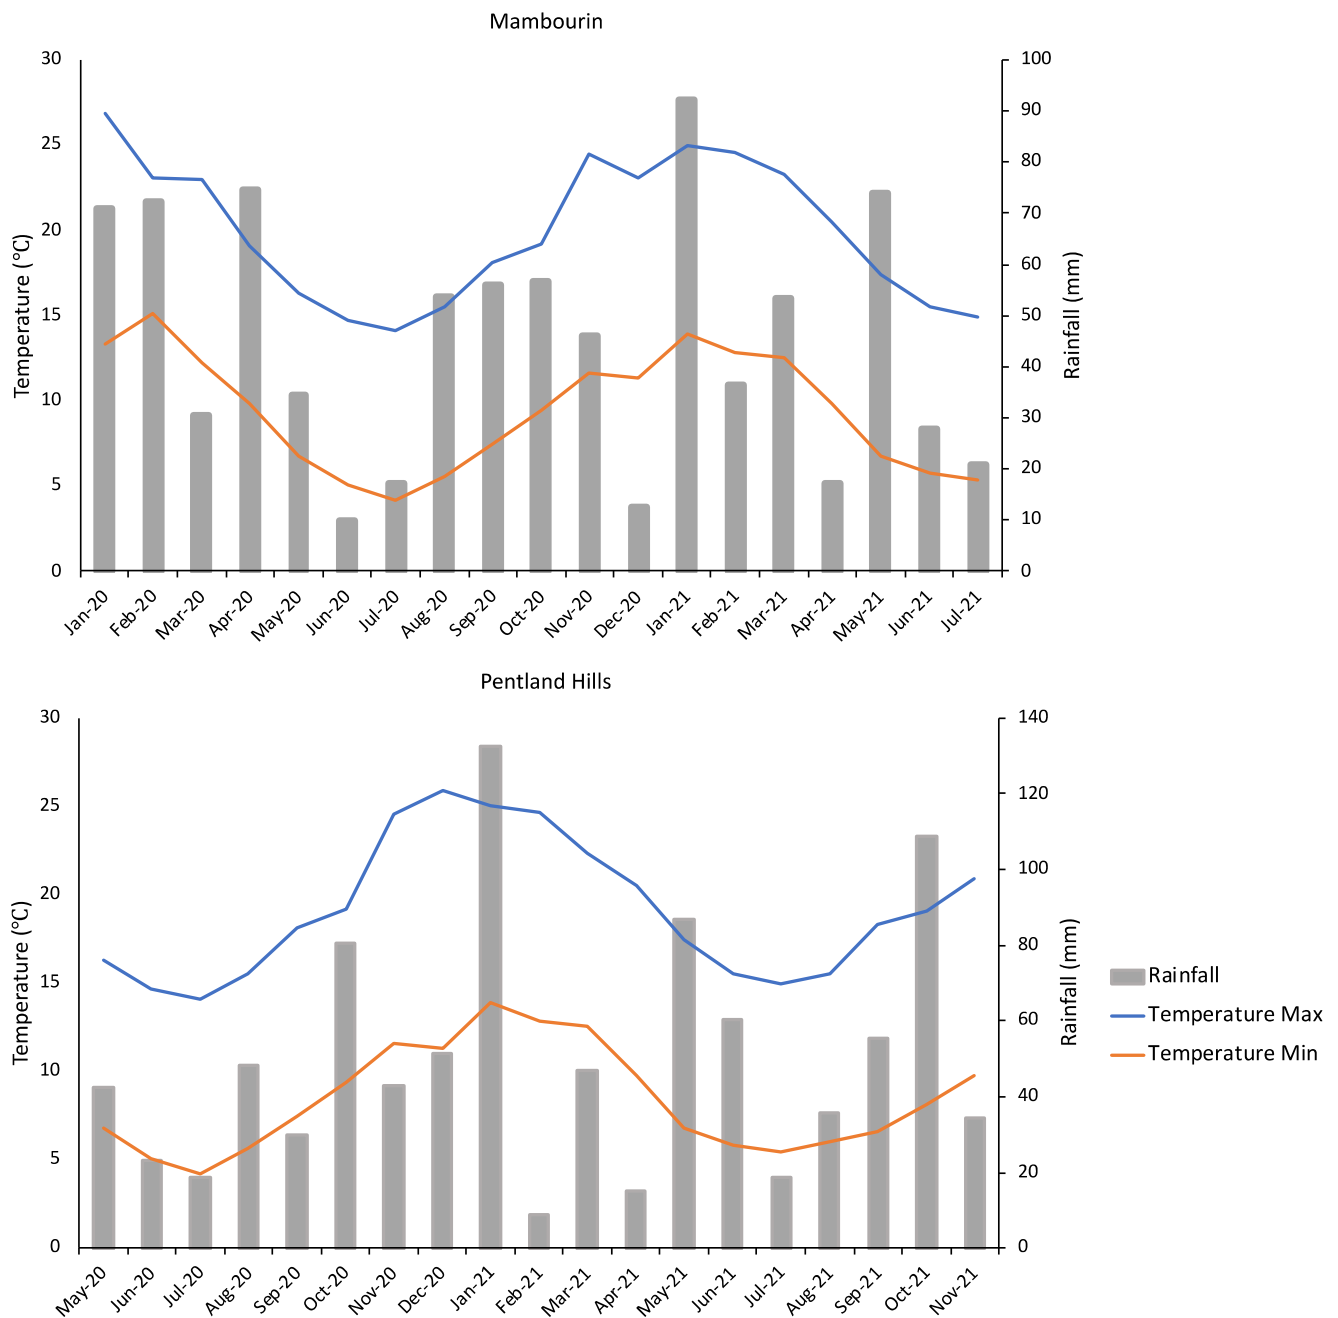 Mambourin
30
25
20
15
10
5
0
Temperature (°C)
100
90
80
70
60
50
40
30
20
10
0
Rainfall (mm)
Jan-20
Feb-20
Mar-20
Apr-20
May-20
Jun-20
Jul-20
Aug-20
Sep-20
Oct-20
Nov-20
Dec-20
Jan-21
Feb-21
Mar-21
Apr-21
May-21
Jun-21
Jul-21
Pentland Hills
30
25
20
15
10
5
0
Temperature (°C)
140
120
100
80
60
40
20
0
Rainfall (mm)
May-20
Jun-20
Jul-20
Aug-20
Sep-20
Oct-20
Nov-20
Dec-20
Jan-21
Feb-21
Mar-21
Apr-21
May-21
Jun-21
Jul-21
Aug-21
Sep-21
Oct-21
Nov-21
Rainfall
Temperature Max
Temperature Min